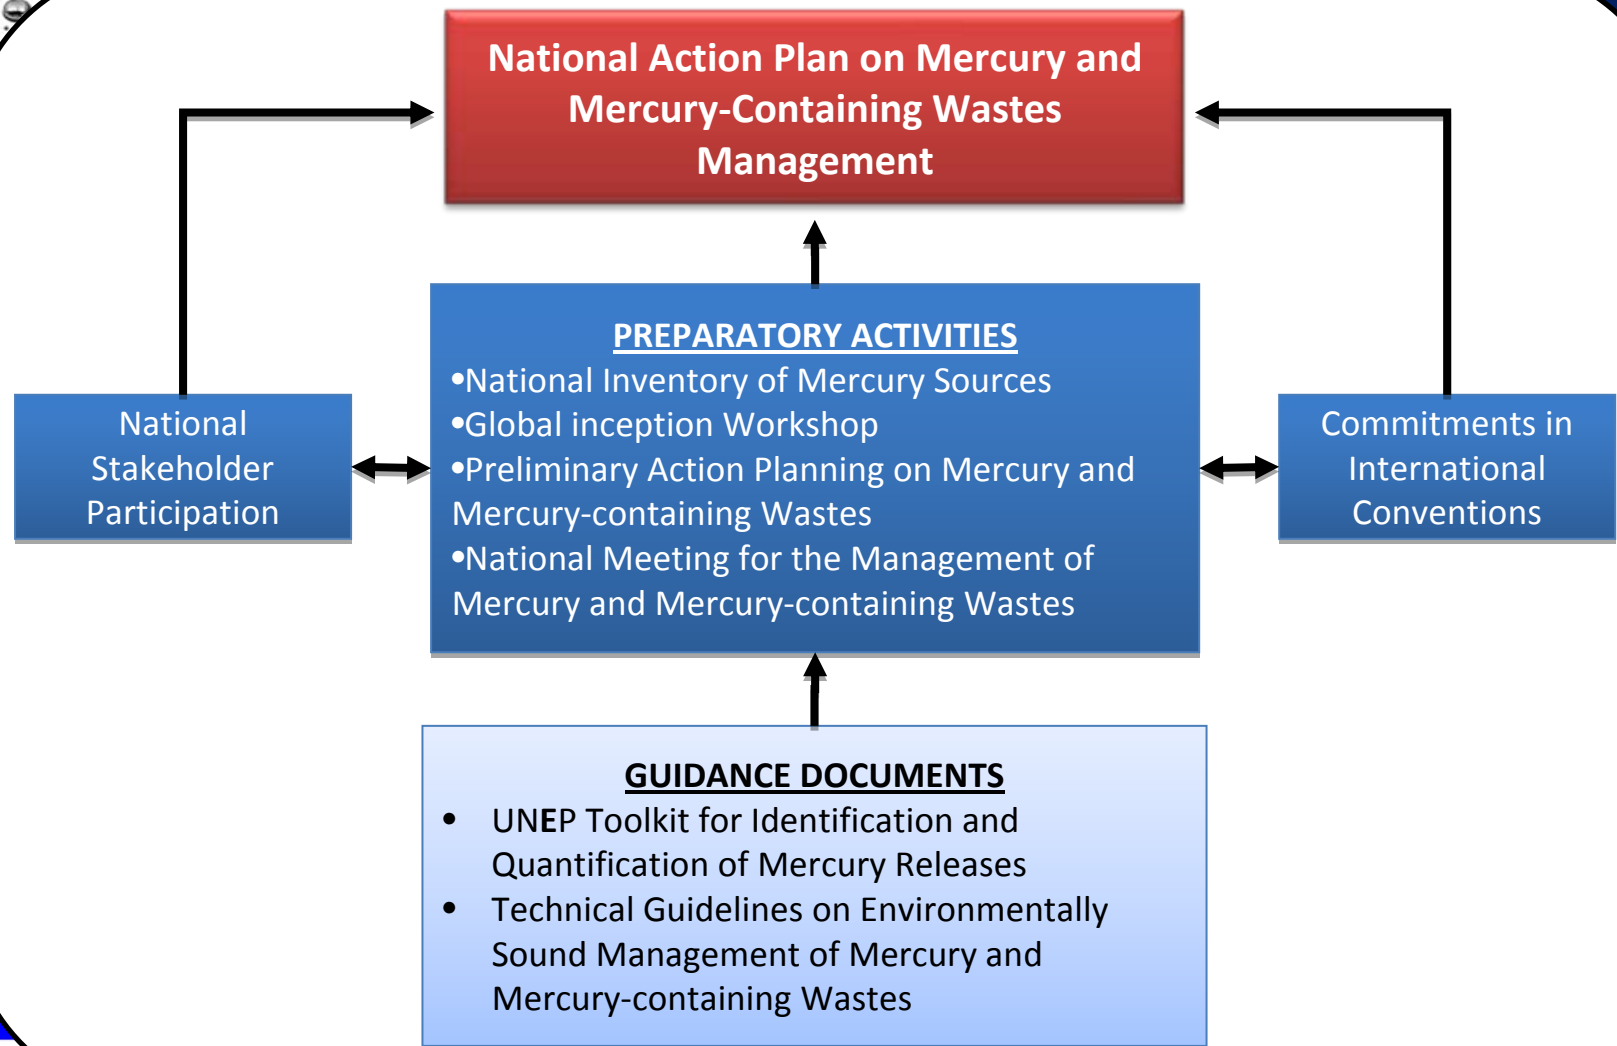 National Action Plan on Mercury and
Mercury-Containing Wastes
Management
PREPARATORY ACTIVITIES
•National Inventory of Mercury Sources
•Global inception Workshop
•Preliminary Action Planning on Mercury and
Mercury-containing Wastes
•National Meeting for the Management of
Mercury and Mercury-containing Wastes
National
Stakeholder
Participation
Commitments in
International
Conventions
GUIDANCE DOCUMENTS
• UNEP Toolkit for Identification and
Quantification of Mercury Releases
• Technical Guidelines on Environmentally
Sound Management of Mercury and
Mercury-containing Wastes